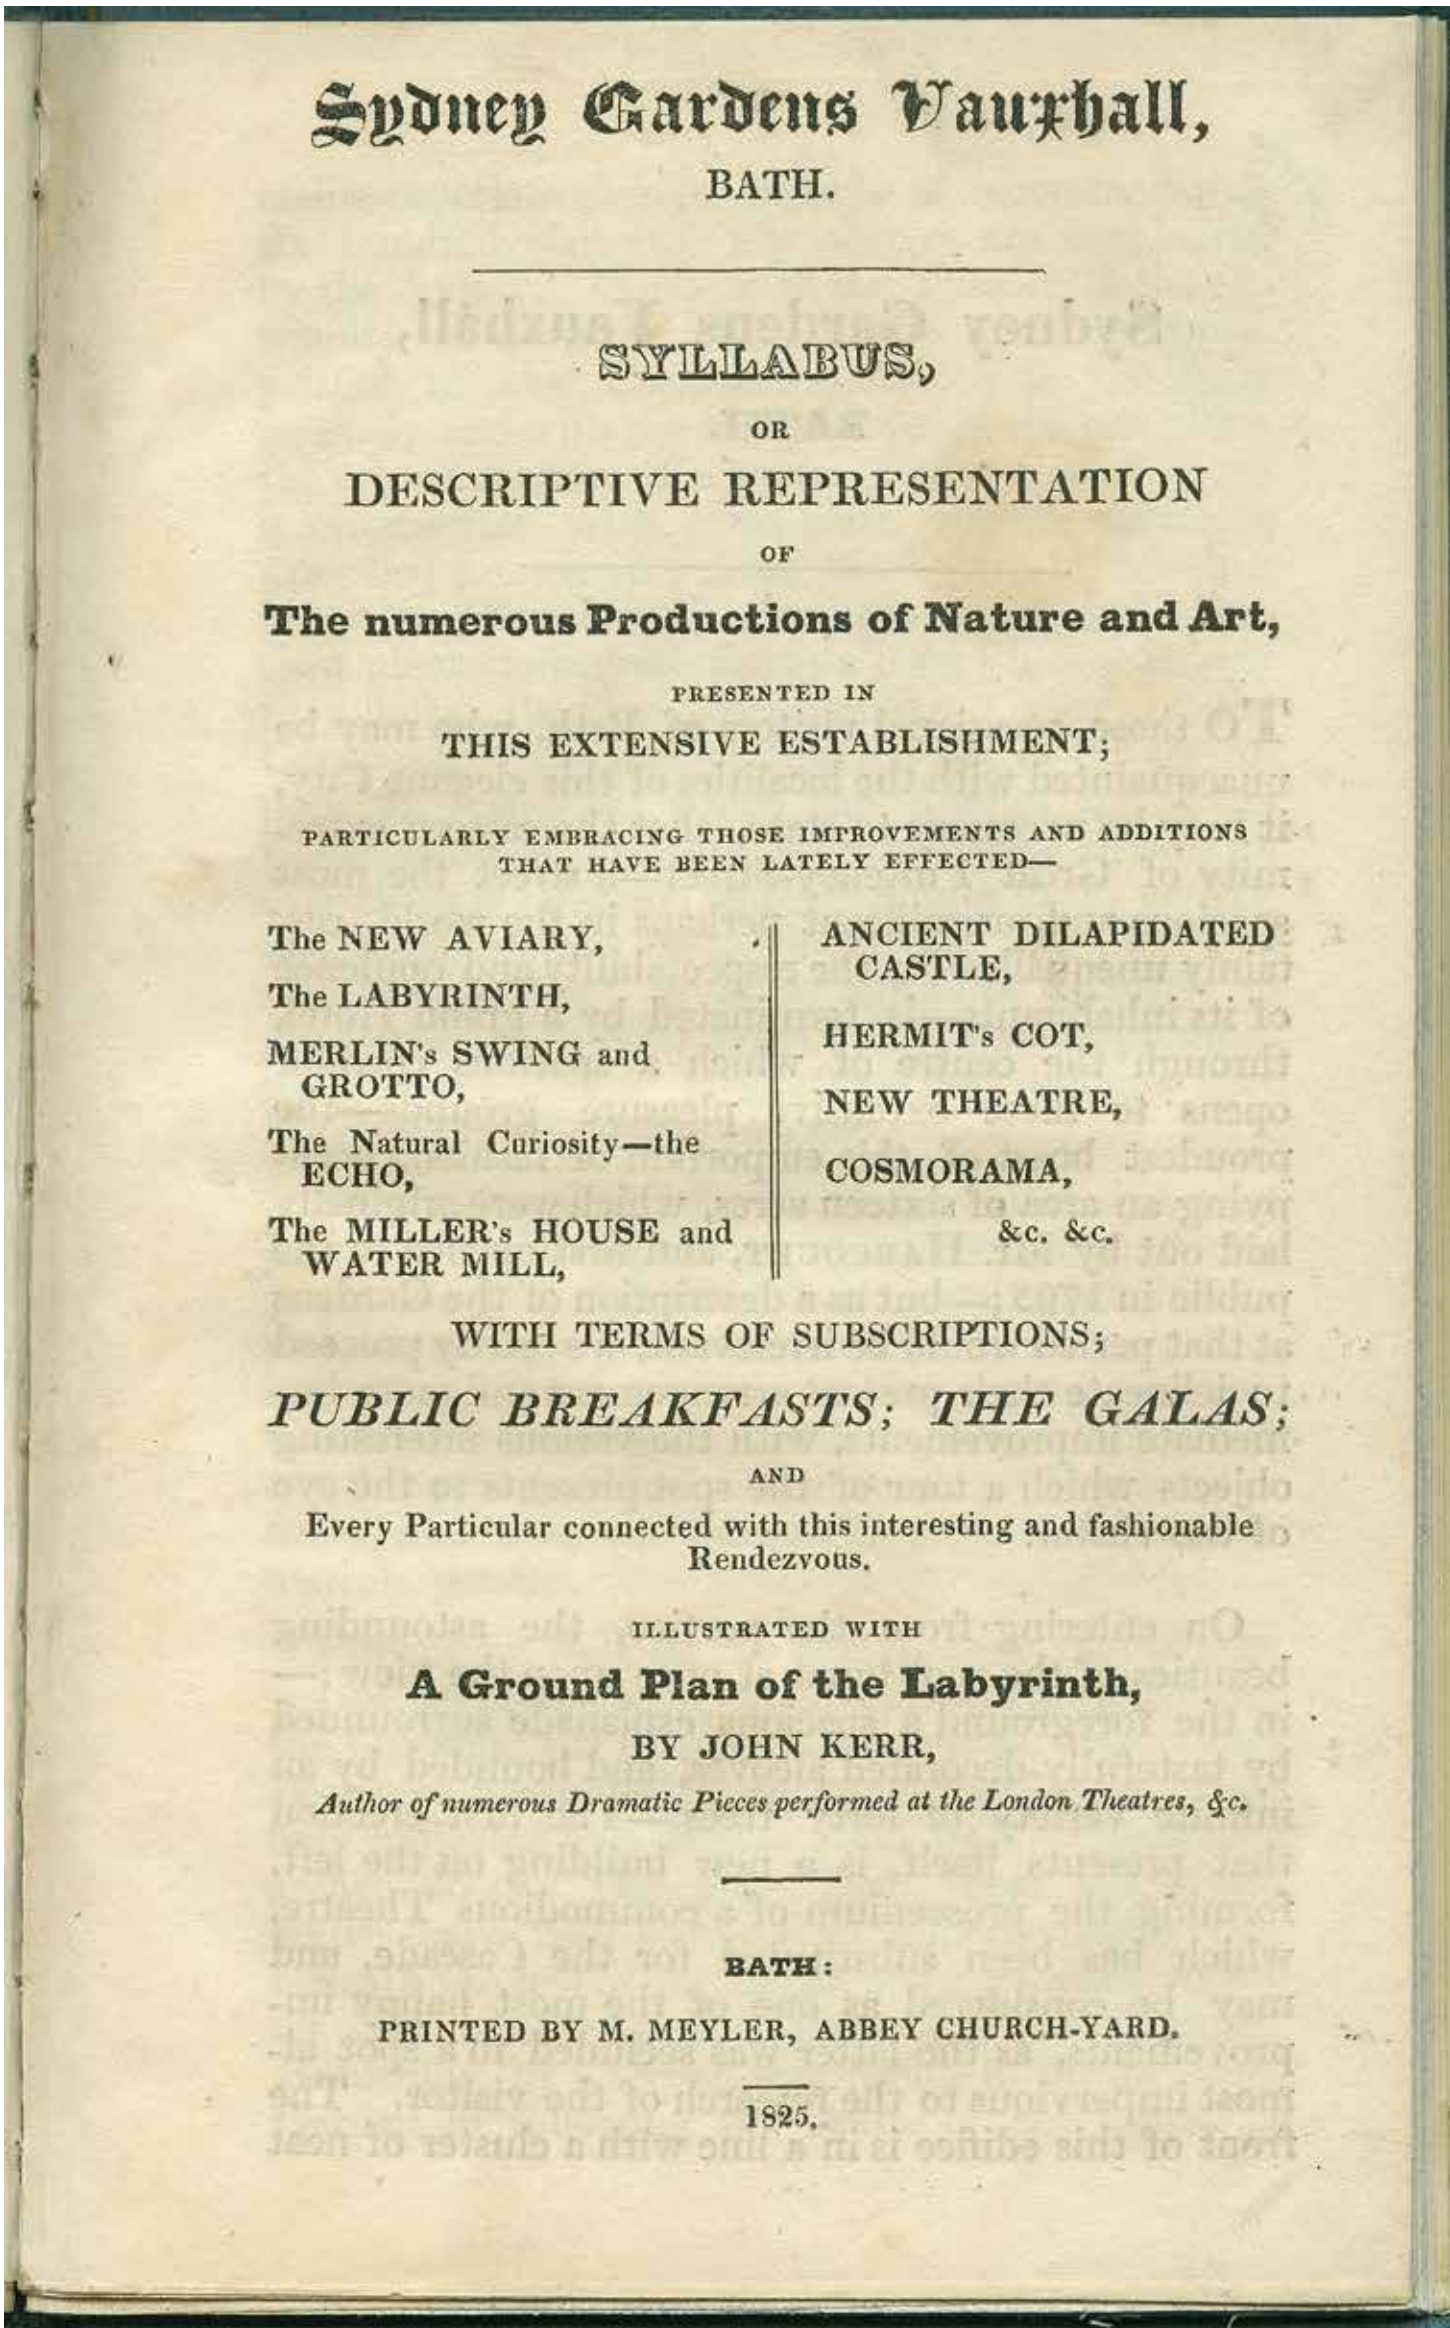 Sydney Gardens Vauxhall,
BATH.
SYLLABUS,
OR
DESCRIPTIVE REPRESENTATION
OF
The numerous Productions of Nature and Art,
PRESENTED IN
THIS EXTENSIVE ESTABLISHMENT;
PARTICULARLY EMBRACING THOSE IMPROVEMENTS AND ADDITIONS
THAT HAVE BEEN LATELY EFFECTED—
The NEW AVIARY,
The LABYRINTH,
MERLIN's SWING and
GROTTO,
The Natural Curiosity—the
ECHO,
The MILLER's HOUSE and
WATER MILL,
ANCIENT DILAPIDATED
CASTLE,
HERMIT's COT,
NEW THEATRE,
COSMORAMA,
&c. &c.
WITH TERMS OF SUBSCRIPTIONS;
PUBLIC BREAKFASTS; THE GALAS;
AND
Every Particular connected with this interesting and fashionable
Rendezvous.
ILLUSTRATED WITH
A Ground Plan of the Labyrinth,
BY JOHN KERR,
Author of numerous Dramatic Pieces performed at the London Theatres, &c.
BATH:
PRINTED BY M. MEYLER, ABBEY CHURCH-YARD.
1825.